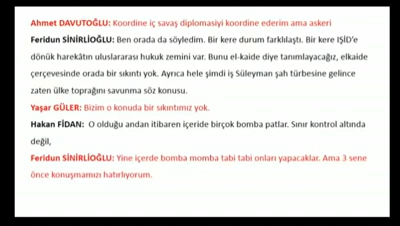 Ahmet DAVUTOĞLU: Koordine iç savaş diplomasiyi koordine ederim ama askeri
Feridun SİNİRLİOĞLU: Ben orada da söyledim. Bir kere durum farklılaştı. Bir kere IŞİD'e
dönük harekâtın uluslararası hukuk zemini var. Bunu el-kaide diye tanımlayacağız, elkaide
çerçevesinde orada bir sıkıntı yok. Ayrıca hele şimdi iş Süleyman şah türbesine gelince
zaten ülke toprağını savunma söz konusu.
Yaşar GÜLER: Bizim o konuda bir sıkıntımız yok.
Hakan FİDAN: O olduğu andan itibaren içeride birçok bomba patlar. Sınır kontrol altında
değil,
Feridun SİNİRLİOĞLU: Yine içerde bomba momba tabi tabi onları yapacaklar. Ama 3 sene
önce konuşmamızı hatırlıyorum.